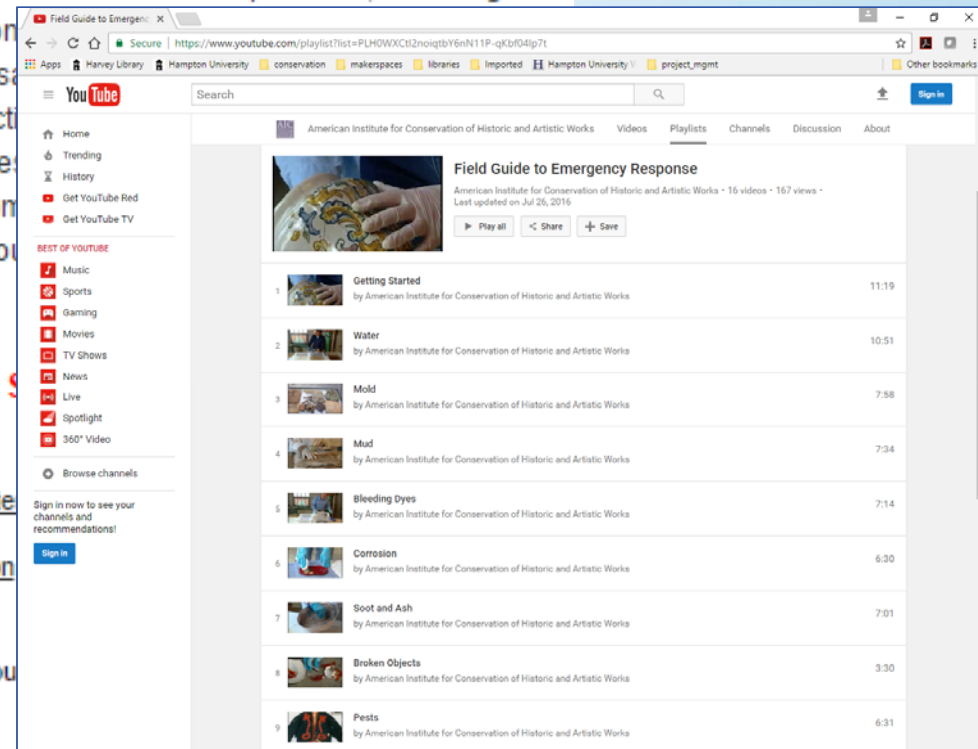 Field Guide to Emergenc
Secure | https://www.youtube.com/playlist?list=PLH0WXCtI2noiqtbY6nN11P-qKbf04lp7t
Apps Harvey Library Hampton University conservation makerspaces libraries Imported Hampton University project_mgmt Other bookmarks
YouTube Search Sign in
American Institute for Conservation of Historic and Artistic Works Videos Playlists Channels Discussion About
Home
Trending
History
Get YouTube Red
Get YouTube TV
BEST OF YOUTUBE
Music
Sports
Gaming
Movies
TV Shows
News
Live
Spotlight
360° Video
Browse channels
Sign in now to see your
channels and
recommendations!
Sign in
Field Guide to Emergency Response
American Institute for Conservation of Historic and Artistic Works • 16 videos • 167 views •
Last updated on Jul 26, 2016
Play all Share Save
1 Getting Started 11:19
by American Institute for Conservation of Historic and Artistic Works
2 Water 10:51
by American Institute for Conservation of Historic and Artistic Works
3 Mold 7:58
by American Institute for Conservation of Historic and Artistic Works
4 Mud 7:34
by American Institute for Conservation of Historic and Artistic Works
5 Bleeding Dyes 7:14
by American Institute for Conservation of Historic and Artistic Works
6 Corrosion 6:30
by American Institute for Conservation of Historic and Artistic Works
7 Soot and Ash 7:01
by American Institute for Conservation of Historic and Artistic Works
8 Broken Objects 3:30
by American Institute for Conservation of Historic and Artistic Works
9 Pests 6:31
by American Institute for Conservation of Historic and Artistic Works